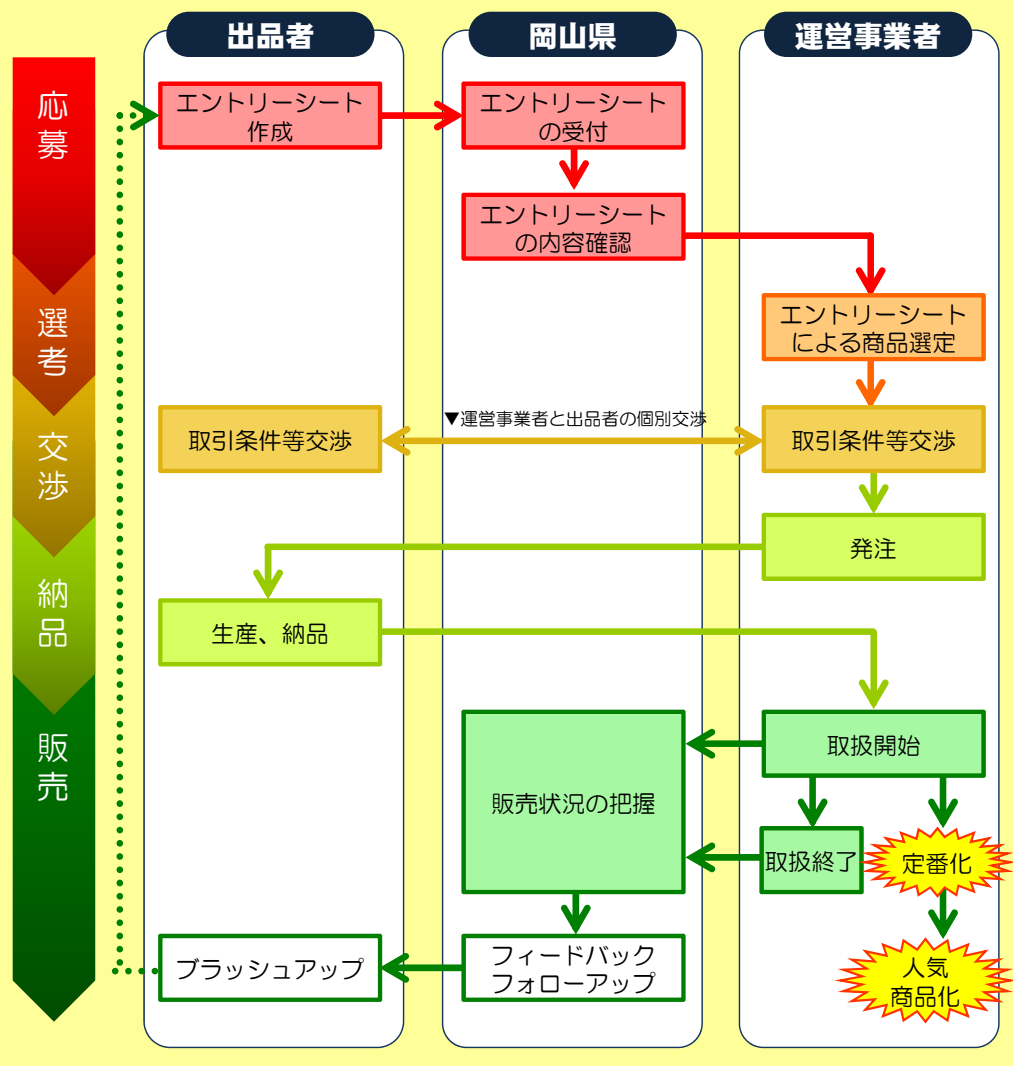 出品者
岡山県
運営事業者
応募
エントリーシート
作成
エントリーシート
の受付
エントリーシート
の内容確認
選考
エントリーシート
による商品選定
交渉
▼運営事業者と出品者の個別交渉
取引条件等交渉
取引条件等交渉
発注
納品
生産、納品
販売
取扱開始
販売状況の把握
取扱終了
定番化
ブラッシュアップ
フィードバック
フォローアップ
人気
商品化